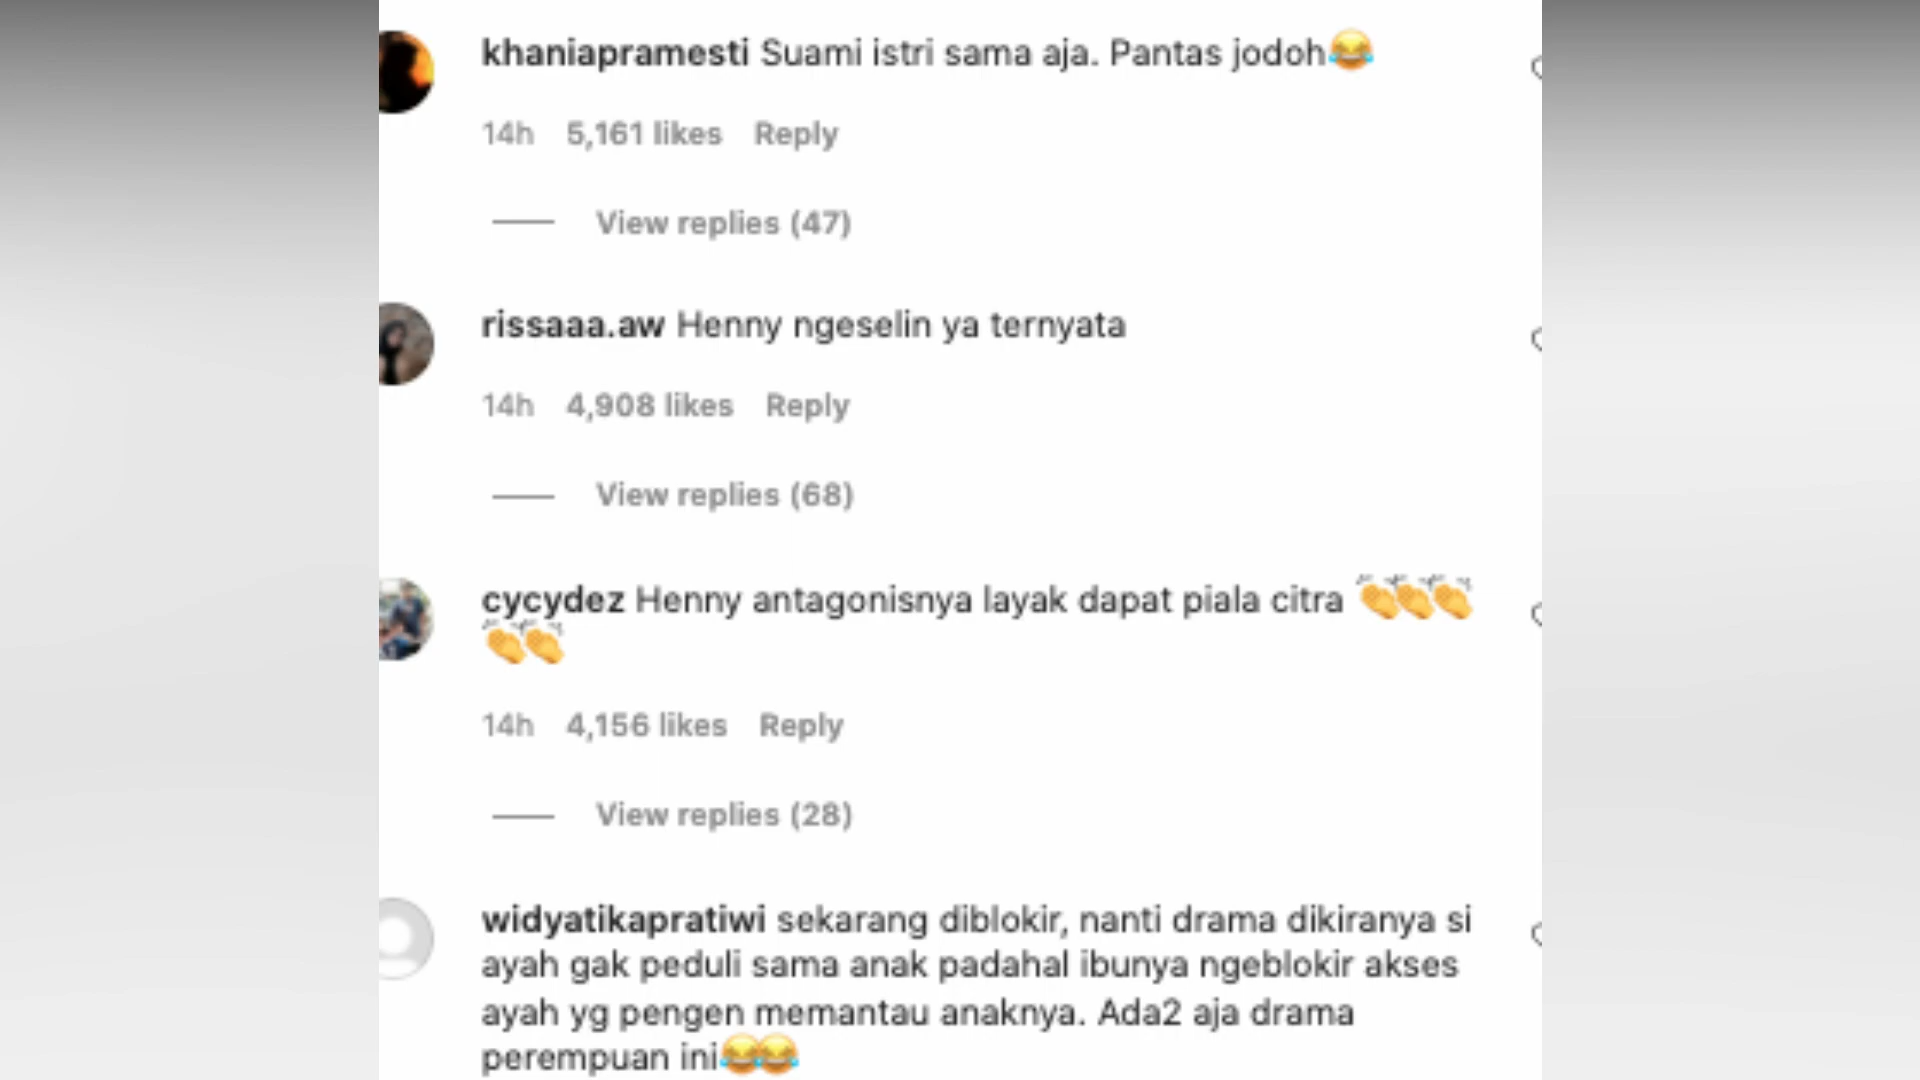 khaniapramesti Suami istri sama aja. Pantas jodoh😂
14h 5,161 likes Reply
View replies (47)
rissaaa.aw Henny ngeselin ya ternyata
14h 4,908 likes Reply
View replies (68)
cycydez Henny antagonisnya layak dapat piala citra 👏👏👏
👏👏
14h 4,156 likes Reply
View replies (28)
widyatikapratiwi sekarang diblokir, nanti drama dikiranya si
ayah gak peduli sama anak padahal ibunya ngeblokir akses
ayah yg pengen memantau anaknya. Ada2 aja drama
perempuan ini😂😂